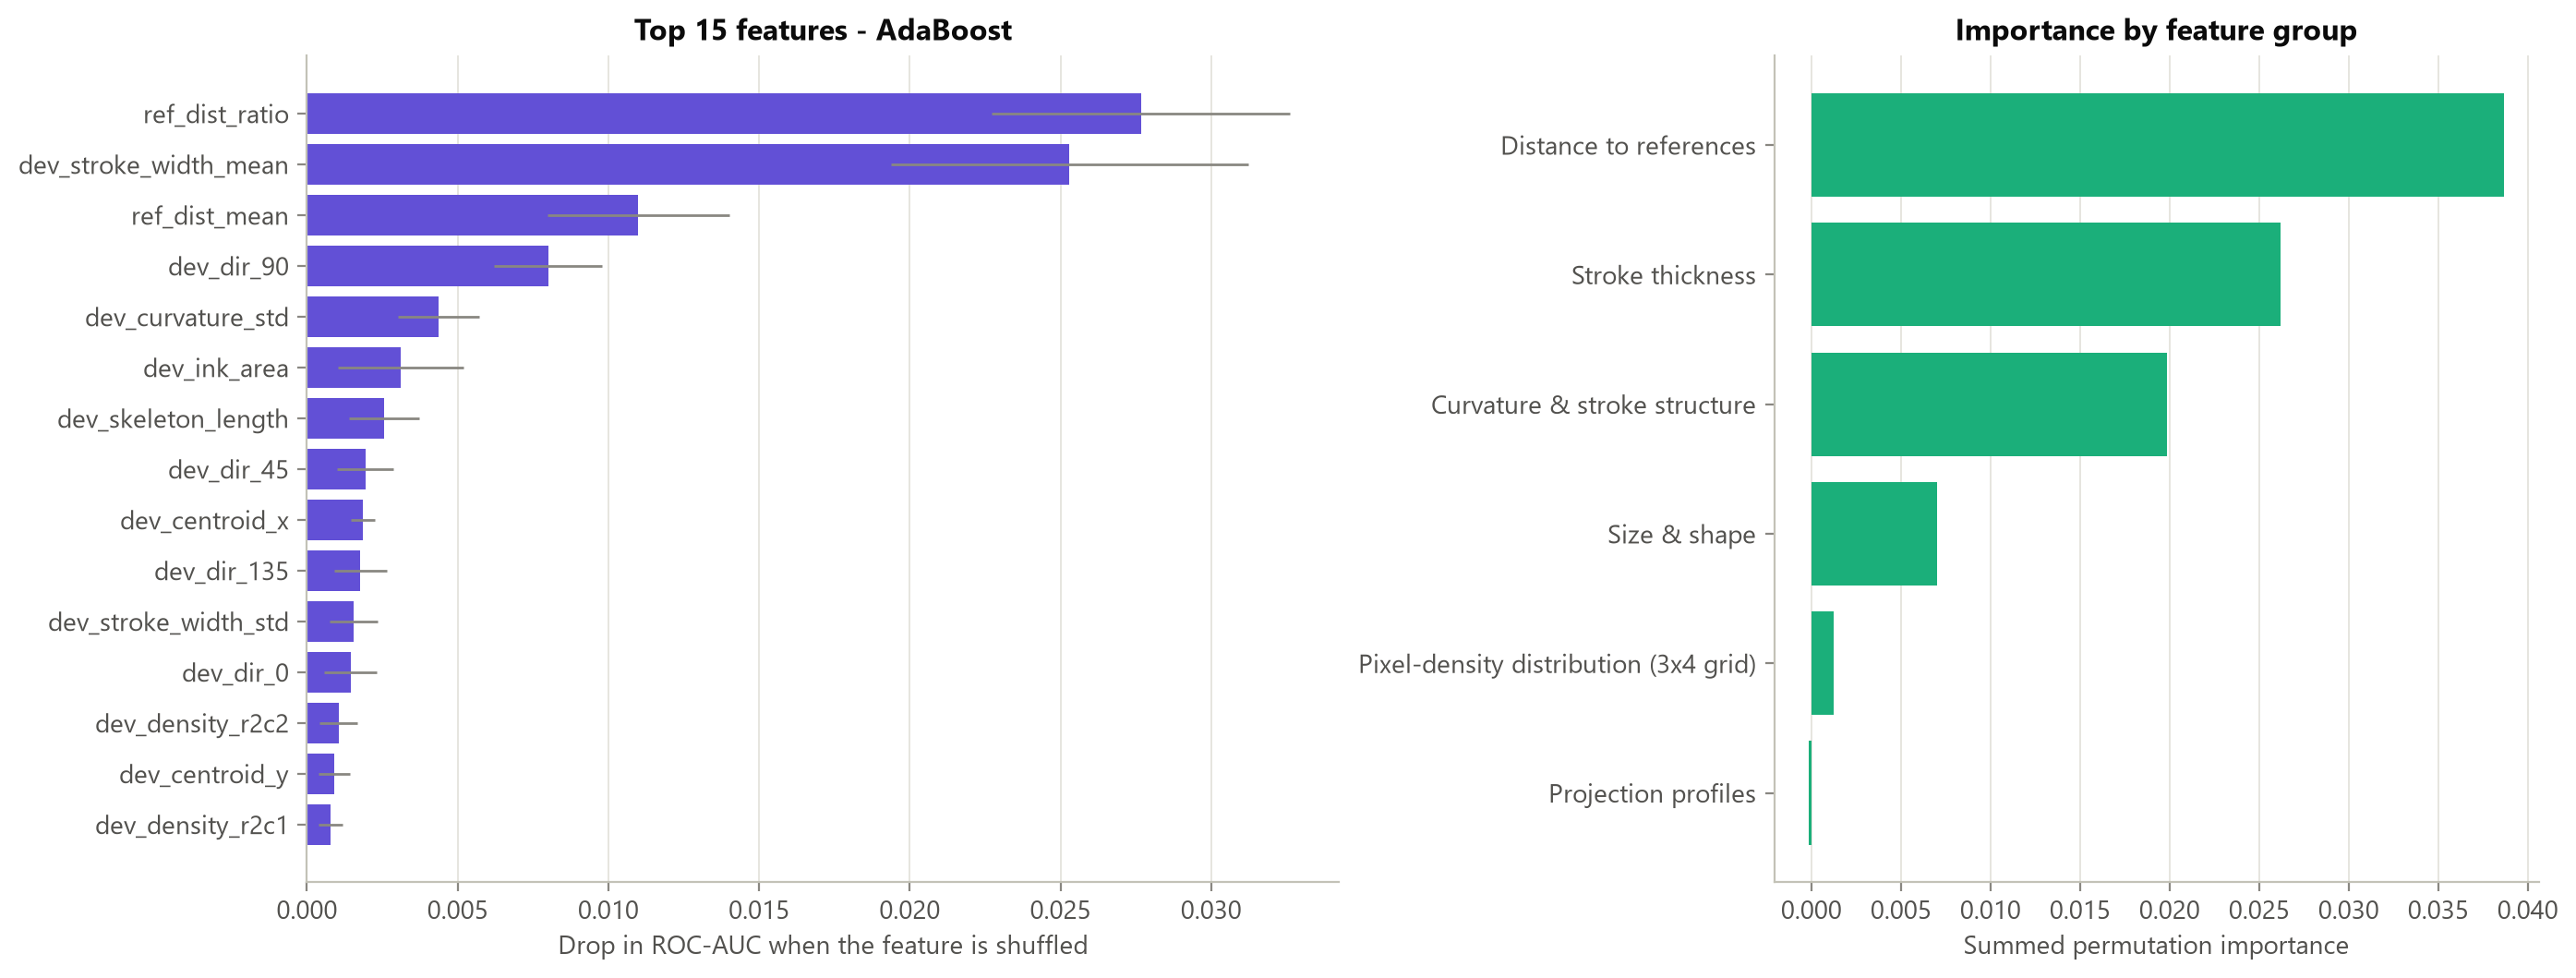 Top 15 features - AdaBoost
ref_dist_ratio
dev_stroke_width_mean
ref_dist_mean
dev_dir_90
dev_curvature_std
dev_ink_area
dev_skeleton_length
dev_dir_45
dev_centroid_x
dev_dir_135
dev_stroke_width_std
dev_dir_0
dev_density_r2c2
dev_centroid_y
dev_density_r2c1
0.000 0.005 0.010 0.015 0.020 0.025 0.030
Drop in ROC-AUC when the feature is shuffled
Importance by feature group
Distance to references
Stroke thickness
Curvature & stroke structure
Size & shape
Pixel-density distribution (3x4 grid)
Projection profiles
0.000 0.005 0.010 0.015 0.020 0.025 0.030 0.035 0.040
Summed permutation importance